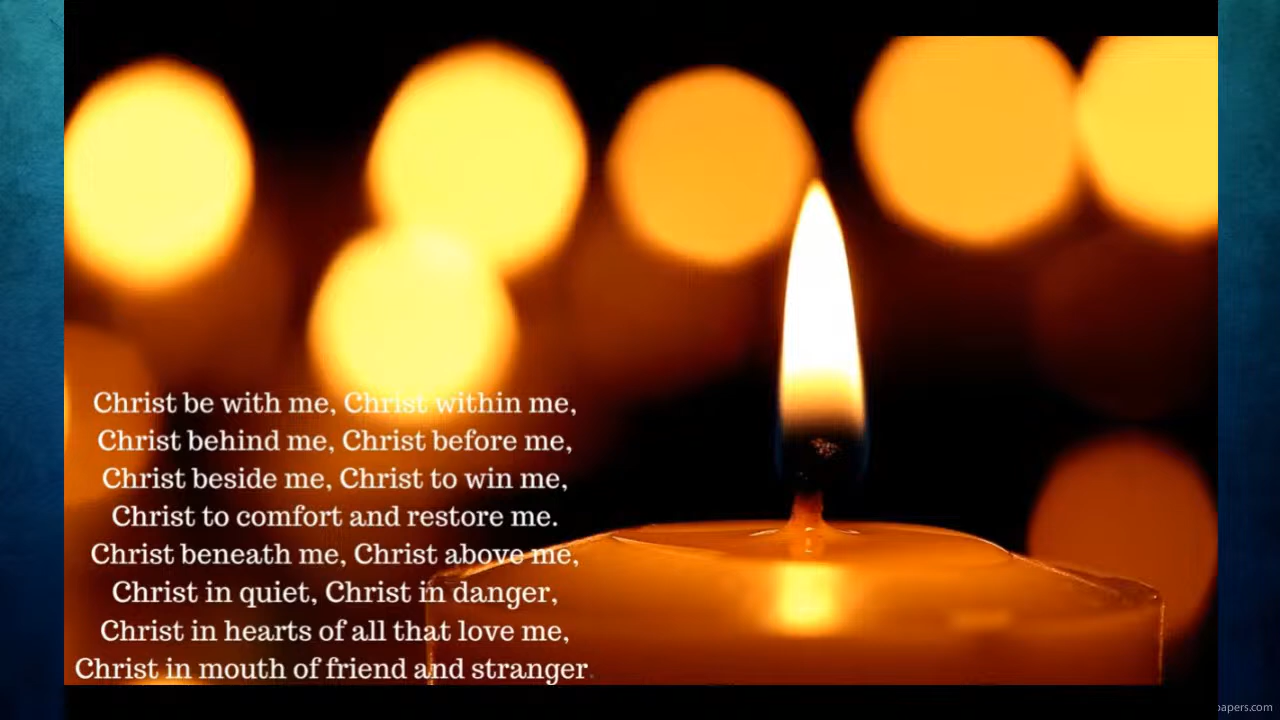 Christ be with me, Christ within me,
Christ behind me, Christ before me,
Christ beside me, Christ to win me,
Christ to comfort and restore me.
Christ beneath me, Christ above me,
Christ in quiet, Christ in danger,
Christ in hearts of all that love me,
Christ in mouth of friend and stranger.
apers.com